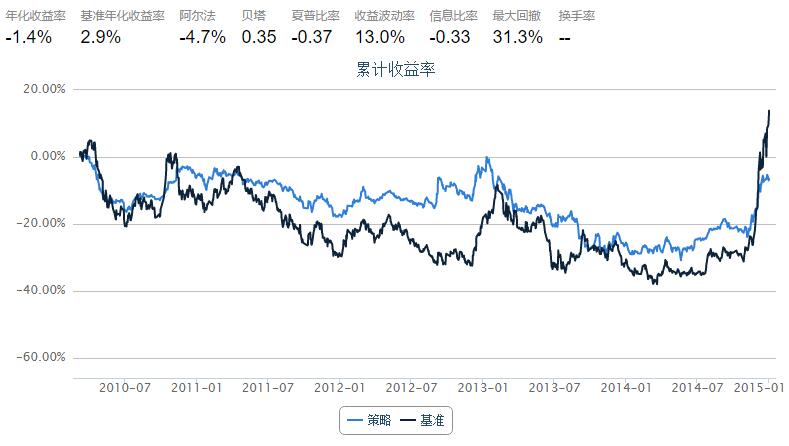 年化收益率 基准年化收益率 阿尔法 贝塔 夏普比率 收益波动率 信息比率 最大回撤 换手率
-1.4% 2.9% -4.7% 0.35 -0.37 13.0% -0.33 31.3% --
累计收益率
20.00%
0.00%
-20.00%
-40.00%
-60.00%
2010-07 2011-01 2011-07 2012-01 2012-07 2013-01 2013-07 2014-01 2014-07 2015-01
策略 基准